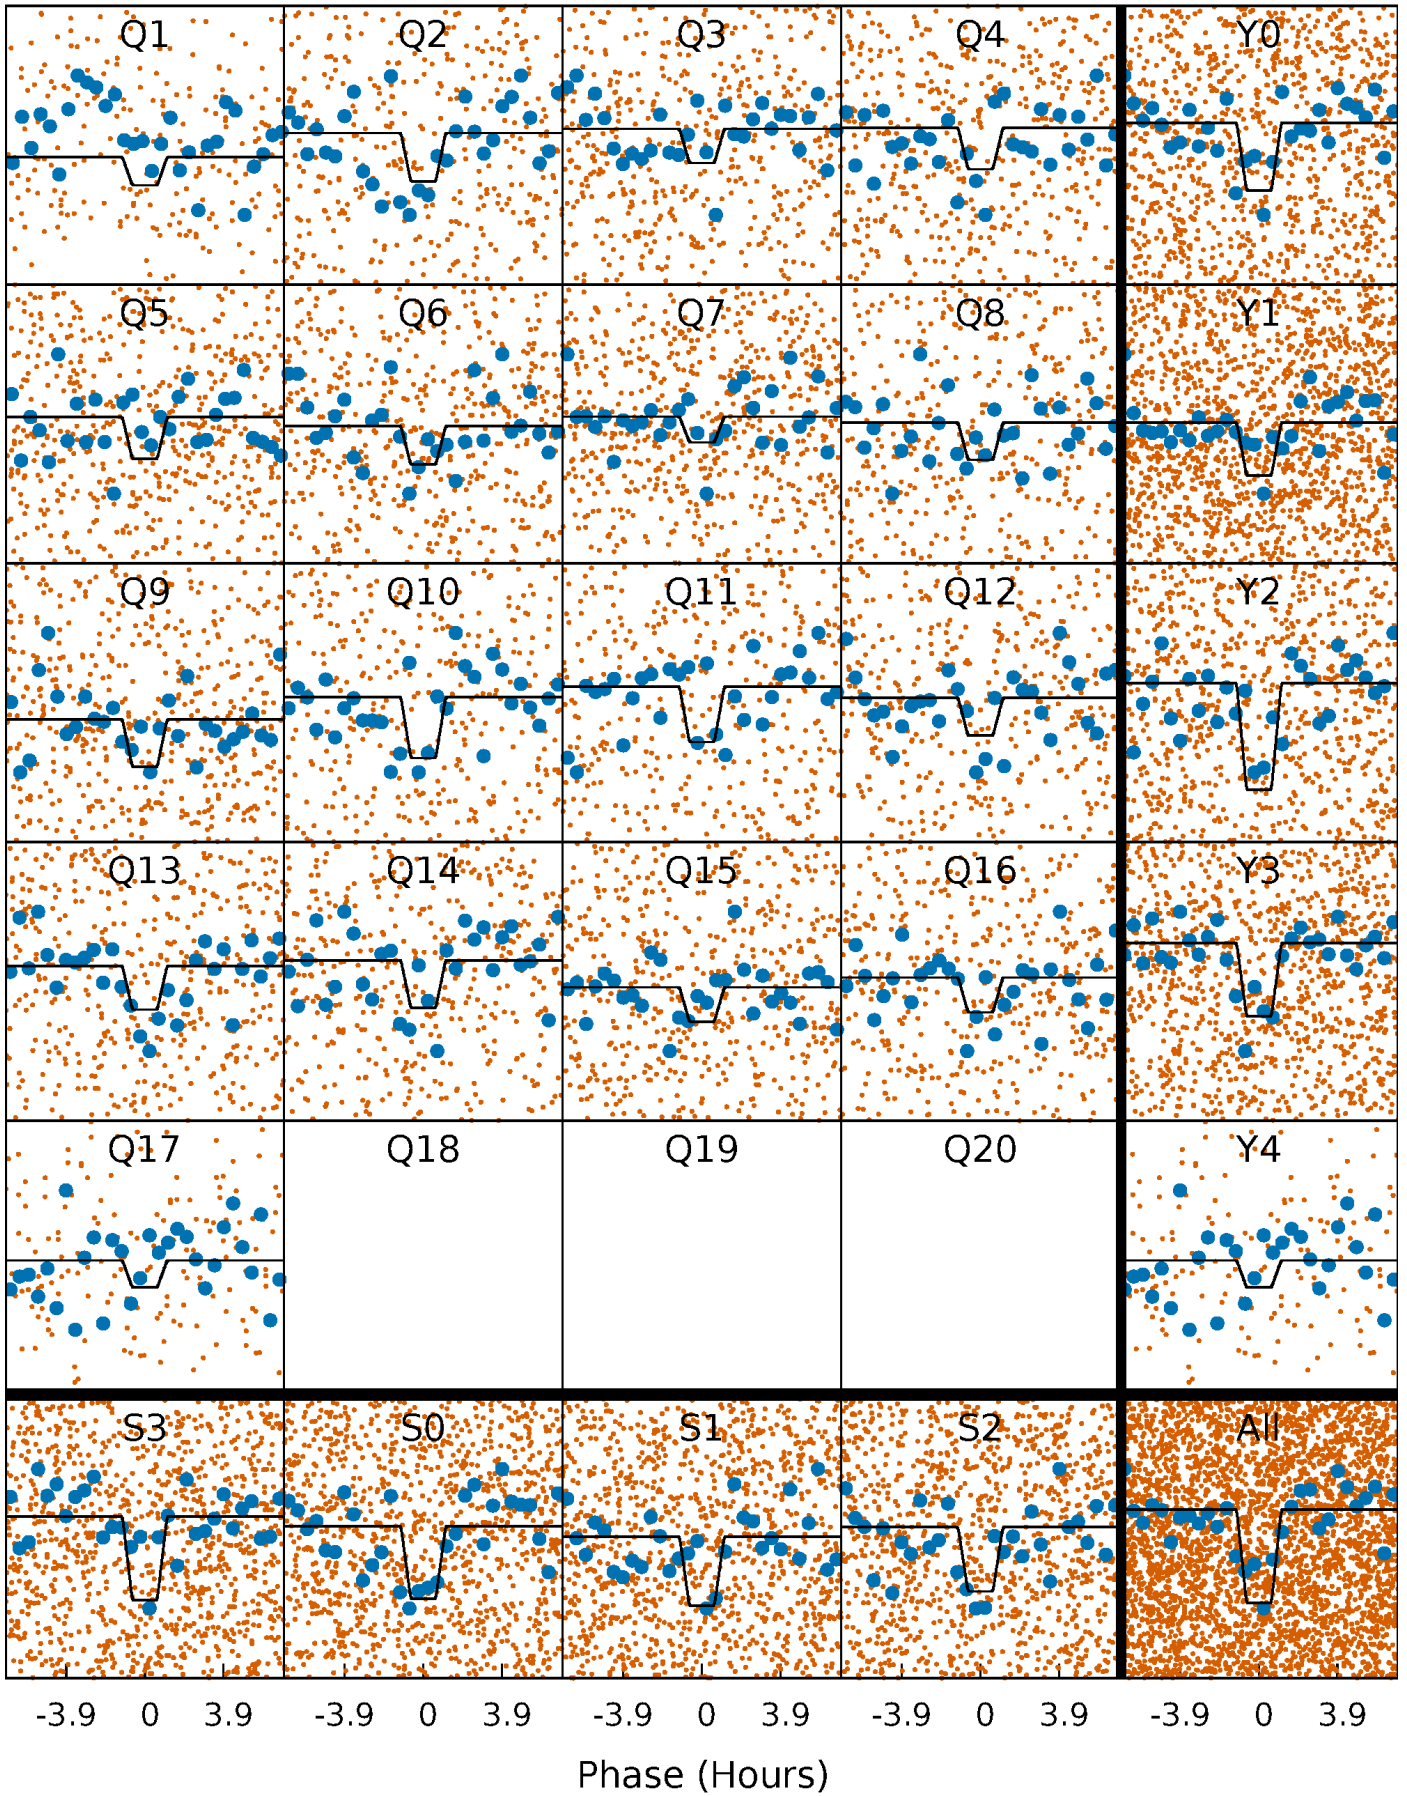 Q1 Q2 Q3 Q4 Y0
Q5 Q6 Q7 Q8 Y1
Q9 Q10 Q11 Q12 Y2
Q13 Q14 Q15 Q16 Y3
Q17 Q18 Q19 Q20 Y4
S3 S0 S1 S2 All
-3.9 0 3.9 -3.9 0 3.9 -3.9 0 3.9 -3.9 0 3.9 -3.9 0 3.9
Phase (Hours)